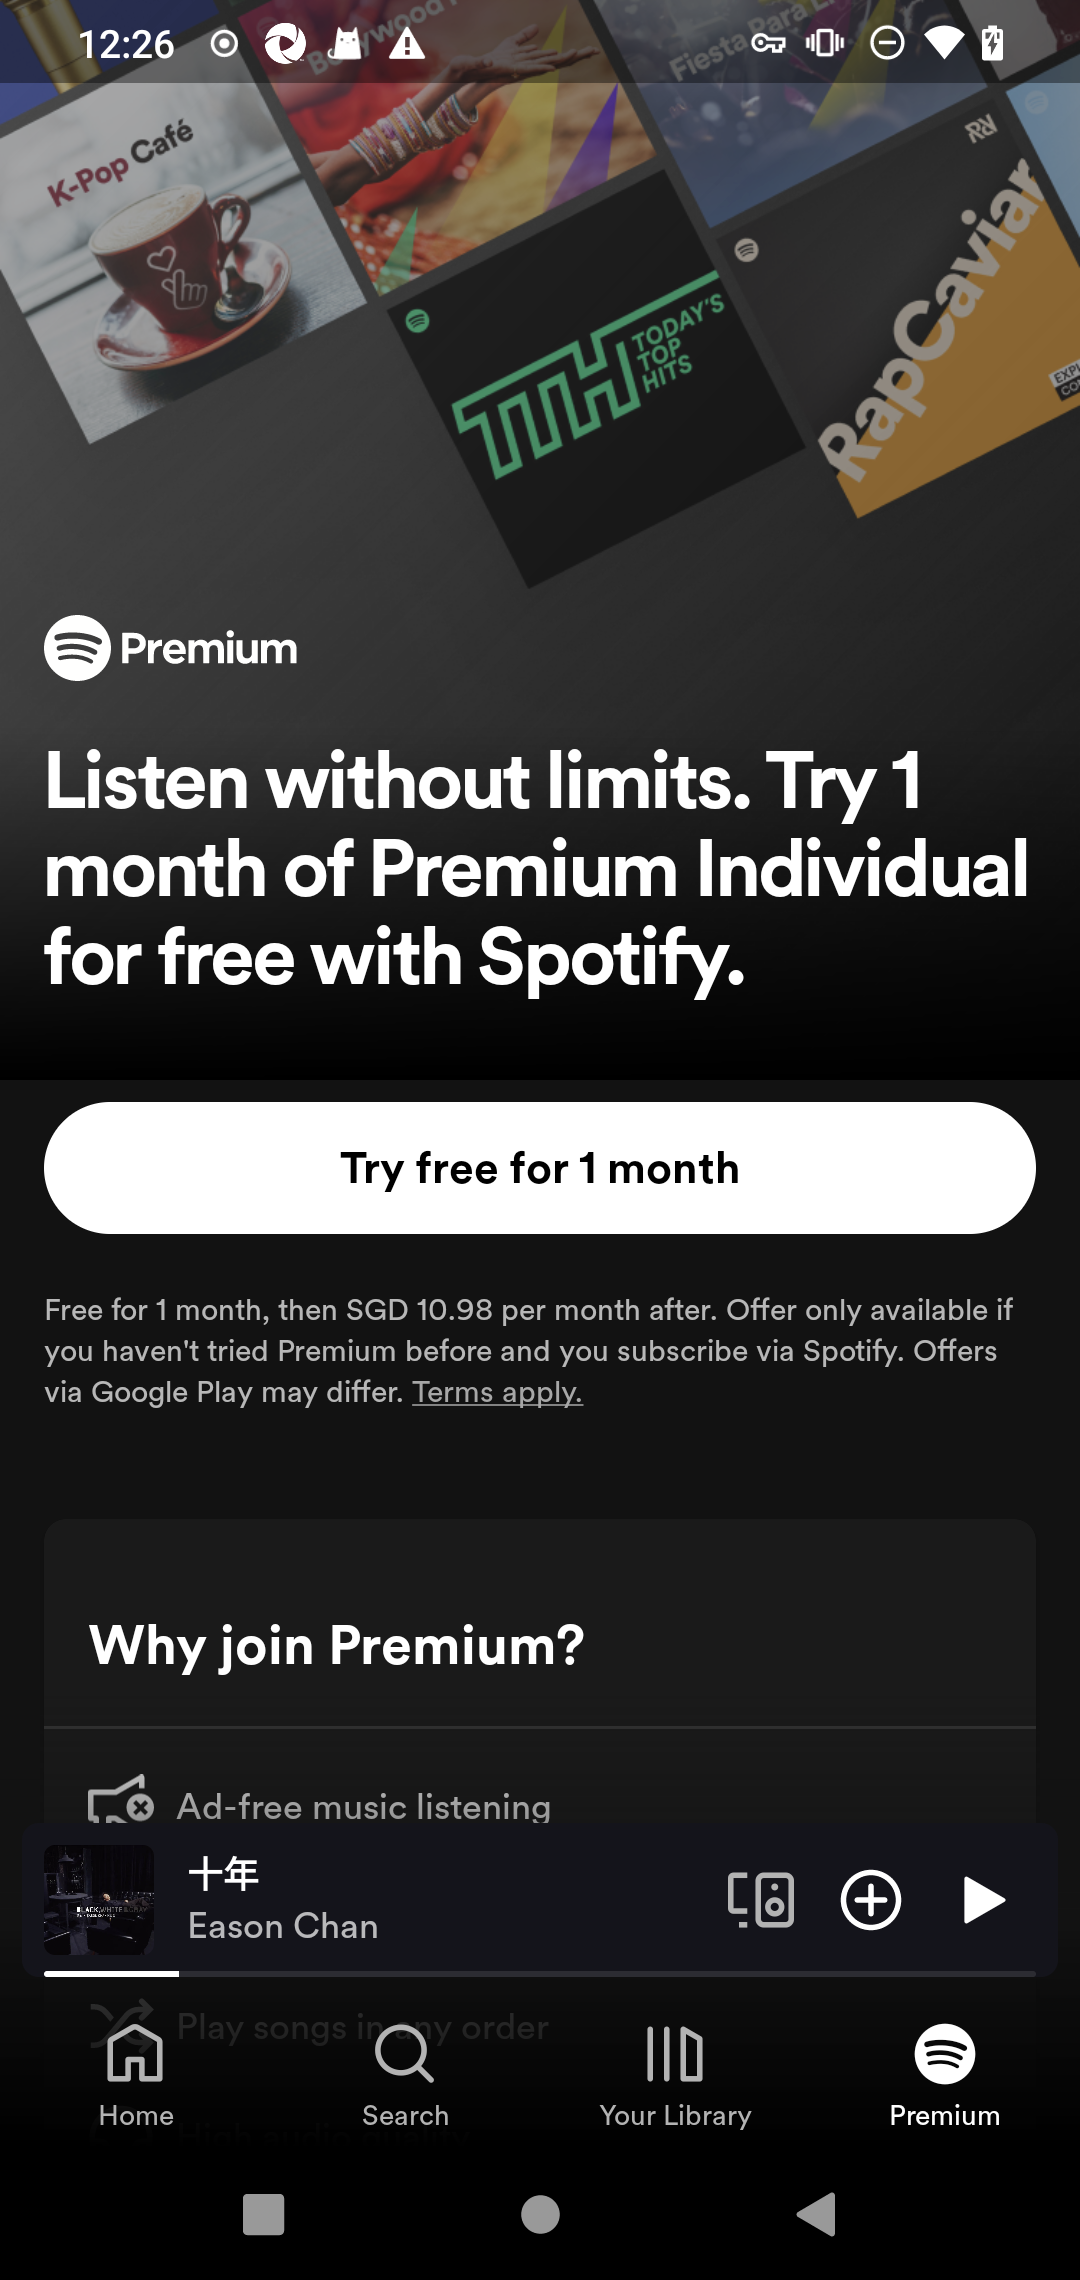 12:26
Bollywood
Fiesta Para L
K-Pop Café
TTH TODAY'S
TOP
HITS
RapCaviar
Premium
Listen without limits. Try 1
month of Premium Individual
for free with Spotify.
Try free for 1 month
Free for 1 month, then SGD 10.98 per month after. Offer only available if
you haven't tried Premium before and you subscribe via Spotify. Offers
via Google Play may differ. Terms apply.
Why join Premium?
Ad-free music listening
十年
Eason Chan
Play songs in any order
Home
Search
Your Library
Premium
High audio quality